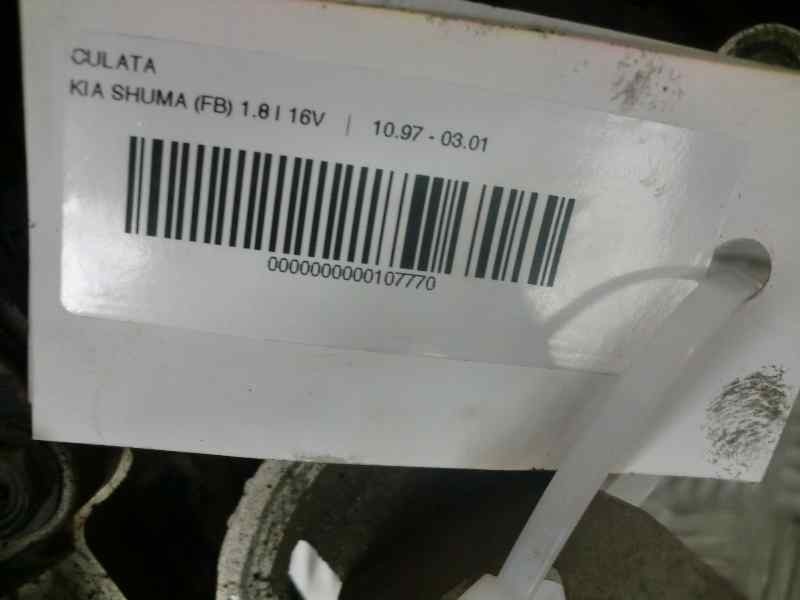 CULATA
KIA SHUMA (FB) 1.8 I 16V | 10.97 - 03.01
0000000000107770